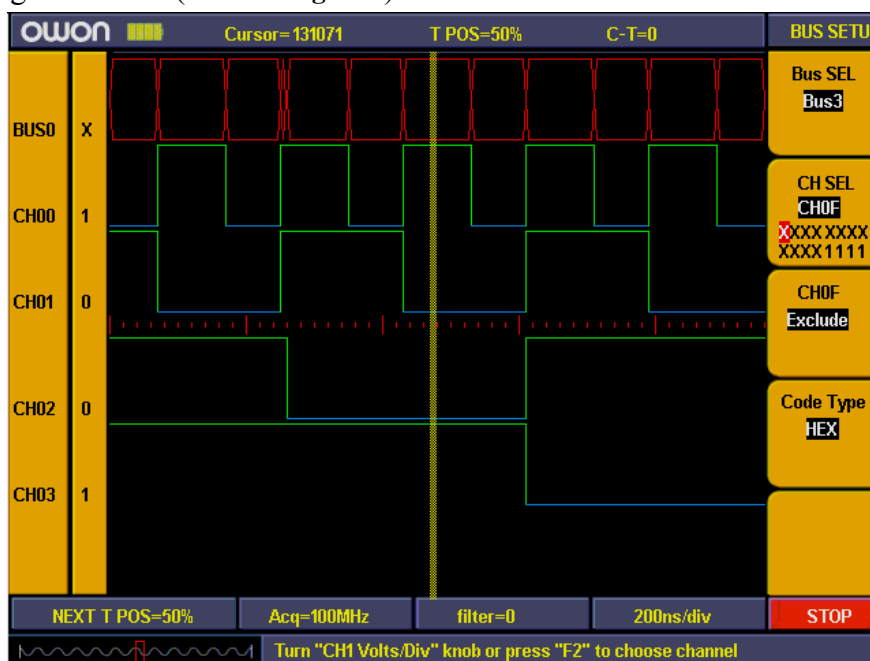 owon Cursor=131071 T POS=50% C-T=0 BUS SETU
Bus SEL
Bus3
BUS0 X
CH SEL
CH0F
XXXX XXXX
XXXX 1111
CH00 1
CH0F
Exclude
CH01 0
Code Type
HEX
CH02 0
CH03 1
NEXT T POS=50% Acq=100MHz filter=0 200ns/div STOP
Turn "CH1 Volts/Div" knob or press "F2" to choose channel